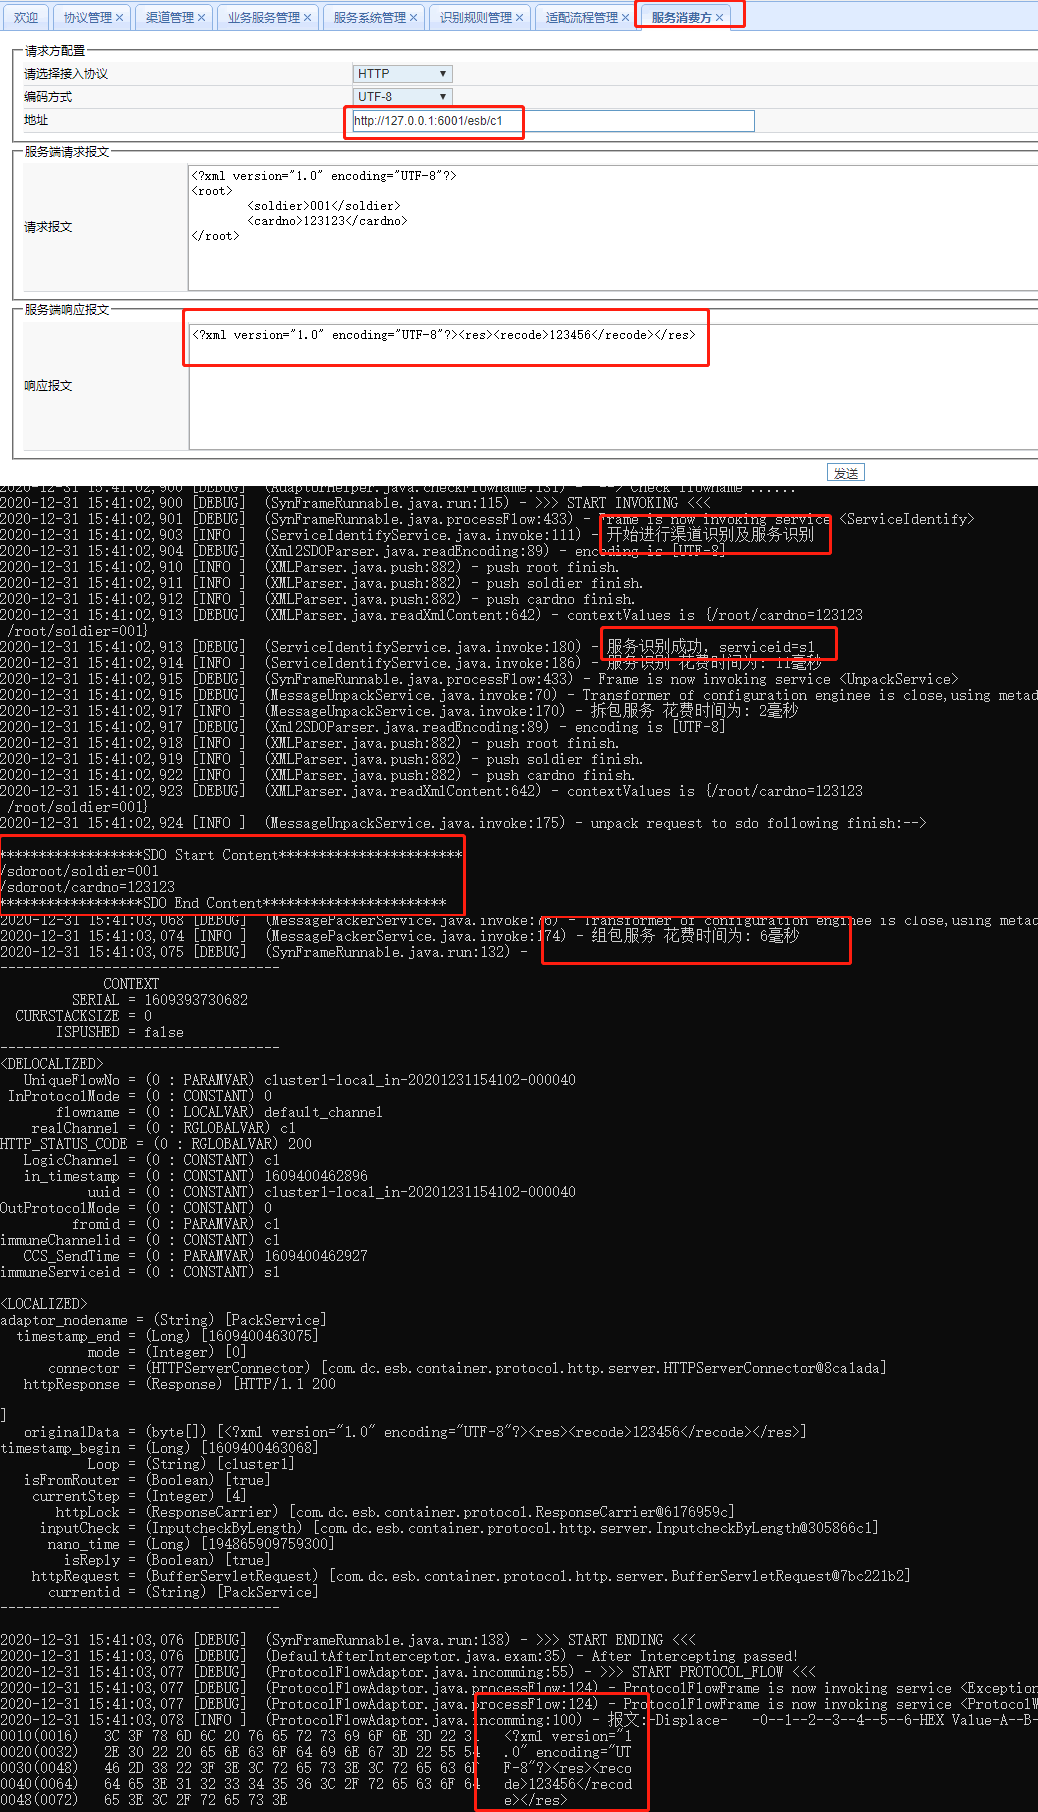 欢迎 协议管理 渠道管理 业务服务管理 服务系统管理 识别规则管理 适配流程管理 服务消费方
请求方配置
请选择接入协议 HTTP
编码方式 UTF-8
地址 http://127.0.0.1:6001/esb/c1
服务端请求报文
<?xml version="1.0" encoding="UTF-8"?>
<root>
<soldier>001</soldier>
<cardno>123123</cardno>
</root>
请求报文
服务端响应报文
<?xml version="1.0" encoding="UTF-8"?><res><recode>123456</recode></res>
响应报文
发送
2020-12-31 15:41:02,900 [DEBUG] (AdaptorHelper.java.checkFlowname:131) - --> Check flowname ......
2020-12-31 15:41:02,900 [DEBUG] (SynFrameRunnable.java.run:115) - >>> START INVOKING <<<
2020-12-31 15:41:02,901 [DEBUG] (SynFrameRunnable.java.processFlow:433) - Frame is now invoking service <ServiceIdentify>
2020-12-31 15:41:02,903 [INFO ] (ServiceIdentifyService.java.invoke:111) - 开始进行渠道识别及服务识别
2020-12-31 15:41:02,904 [DEBUG] (Xml2SDOParser.java.readEncoding:89) - encoding is [UTF-8]
2020-12-31 15:41:02,910 [INFO ] (XMLParser.java.push:882) - push root finish.
2020-12-31 15:41:02,911 [INFO ] (XMLParser.java.push:882) - push soldier finish.
2020-12-31 15:41:02,912 [INFO ] (XMLParser.java.push:882) - push cardno finish.
2020-12-31 15:41:02,913 [DEBUG] (XMLParser.java.readXmlContent:642) - contextValues is {/root/cardno=123123
/root/soldier=001}
2020-12-31 15:41:02,913 [DEBUG] (ServiceIdentifyService.java.invoke:180) - 服务识别成功, serviceid=s1
2020-12-31 15:41:02,914 [INFO ] (ServiceIdentifyService.java.invoke:186) - 服务识别 花费时间为: 11毫秒
2020-12-31 15:41:02,915 [DEBUG] (SynFrameRunnable.java.processFlow:433) - Frame is now invoking service <UnpackService>
2020-12-31 15:41:02,915 [DEBUG] (MessageUnpackService.java.invoke:70) - Transformer of configuration enginee is close,using metad
2020-12-31 15:41:02,917 [INFO ] (MessageUnpackService.java.invoke:170) - 拆包服务 花费时间为: 2毫秒
2020-12-31 15:41:02,917 [DEBUG] (Xml2SDOParser.java.readEncoding:89) - encoding is [UTF-8]
2020-12-31 15:41:02,918 [INFO ] (XMLParser.java.push:882) - push root finish.
2020-12-31 15:41:02,919 [INFO ] (XMLParser.java.push:882) - push soldier finish.
2020-12-31 15:41:02,922 [INFO ] (XMLParser.java.push:882) - push cardno finish.
2020-12-31 15:41:02,923 [DEBUG] (XMLParser.java.readXmlContent:642) - contextValues is {/root/cardno=123123
/root/soldier=001}
2020-12-31 15:41:02,924 [INFO ] (MessageUnpackService.java.invoke:175) - unpack request to sdo following finish:-->
******************SDO Start Content***********************
/sdoroot/soldier=001
/sdoroot/cardno=123123
******************SDO End Content***********************
2020-12-31 15:41:03,068 [DEBUG] (MessagePackerService.java.invoke:76) - Transformer of configuration enginee is close,using metad
2020-12-31 15:41:03,074 [INFO ] (MessagePackerService.java.invoke:174) - 组包服务 花费时间为: 6毫秒
2020-12-31 15:41:03,075 [DEBUG] (SynFrameRunnable.java.run:132) -
-----------------------------------
CONTEXT
SERIAL = 1609393730682
CURRSTACKSIZE = 0
ISPUSHED = false
-----------------------------------
<DELOCALIZED>
UniqueFlowNo = (0 : PARAMVAR) cluster1-local_in-20201231154102-000040
InProtocolMode = (0 : CONSTANT) 0
flowname = (0 : LOCALVAR) default_channel
realChannel = (0 : RGLOBALVAR) c1
HTTP_STATUS_CODE = (0 : RGLOBALVAR) 200
LogicChannel = (0 : CONSTANT) c1
in_timestamp = (0 : CONSTANT) 1609400462896
uuid = (0 : CONSTANT) cluster1-local_in-20201231154102-000040
OutProtocolMode = (0 : CONSTANT) 0
fromid = (0 : PARAMVAR) c1
immuneChannelid = (0 : CONSTANT) c1
CCS_SendTime = (0 : PARAMVAR) 1609400462927
immuneServiceid = (0 : CONSTANT) s1
<LOCALIZED>
adaptor_nodename = (String) [PackService]
timestamp_end = (Long) [1609400463075]
mode = (Integer) [0]
connector = (HTTPServerConnector) [com.dc.esb.container.protocol.http.server.HTTPServerConnector@8ca1ada]
httpResponse = (Response) [HTTP/1.1 200
]
originalData = (byte[]) [<?xml version="1.0" encoding="UTF-8"?><res><recode>123456</recode></res>]
timestamp_begin = (Long) [1609400463068]
Loop = (String) [cluster1]
isFromRouter = (Boolean) [true]
currentStep = (Integer) [4]
httpLock = (ResponseCarrier) [com.dc.esb.container.protocol.ResponseCarrier@6176959c]
inputCheck = (InputcheckByLength) [com.dc.esb.container.protocol.http.server.InputcheckByLength@305866c1]
nano_time = (Long) [194865909759300]
isReply = (Boolean) [true]
httpRequest = (BufferServletRequest) [com.dc.esb.container.protocol.http.server.BufferServletRequest@7bc221b2]
currentid = (String) [PackService]
-----------------------------------
2020-12-31 15:41:03,076 [DEBUG] (SynFrameRunnable.java.run:138) - >>> START ENDING <<<
2020-12-31 15:41:03,076 [DEBUG] (DefaultAfterInterceptor.java.exam:35) - After Intercepting passed!
2020-12-31 15:41:03,077 [DEBUG] (ProtocolFlowAdaptor.java.incomming:55) - >>> START PROTOCOL_FLOW <<<
2020-12-31 15:41:03,077 [DEBUG] (ProtocolFlowAdaptor.java.processFlow:124) - ProtocolFlowFrame is now invoking service <Exception
2020-12-31 15:41:03,077 [DEBUG] (ProtocolFlowAdaptor.java.processFlow:124) - ProtocolFlowFrame is now invoking service <ProtocolW
2020-12-31 15:41:03,078 [INFO ] (ProtocolFlowAdaptor.java.incomming:100) - 报文:-Displace- -0--1--2--3--4--5--6-HEX Value-A--B-
0010(0016) 3C 3F 78 6D 6C 20 76 65 72 73 69 6F 6E 3D 22 31 <?xml version="1
0020(0032) 2E 30 22 20 65 6E 63 6F 64 69 6E 67 3D 22 55 54 .0" encoding="UT
0030(0048) 46 2D 38 22 3F 3E 3C 72 65 73 3E 3C 72 65 63 6F F-8"?><res><reco
0040(0064) 64 65 3E 31 32 33 34 35 36 3C 2F 72 65 63 6F 64 de>123456</recod
0048(0072) 65 3E 3C 2F 72 65 73 3E e></res>